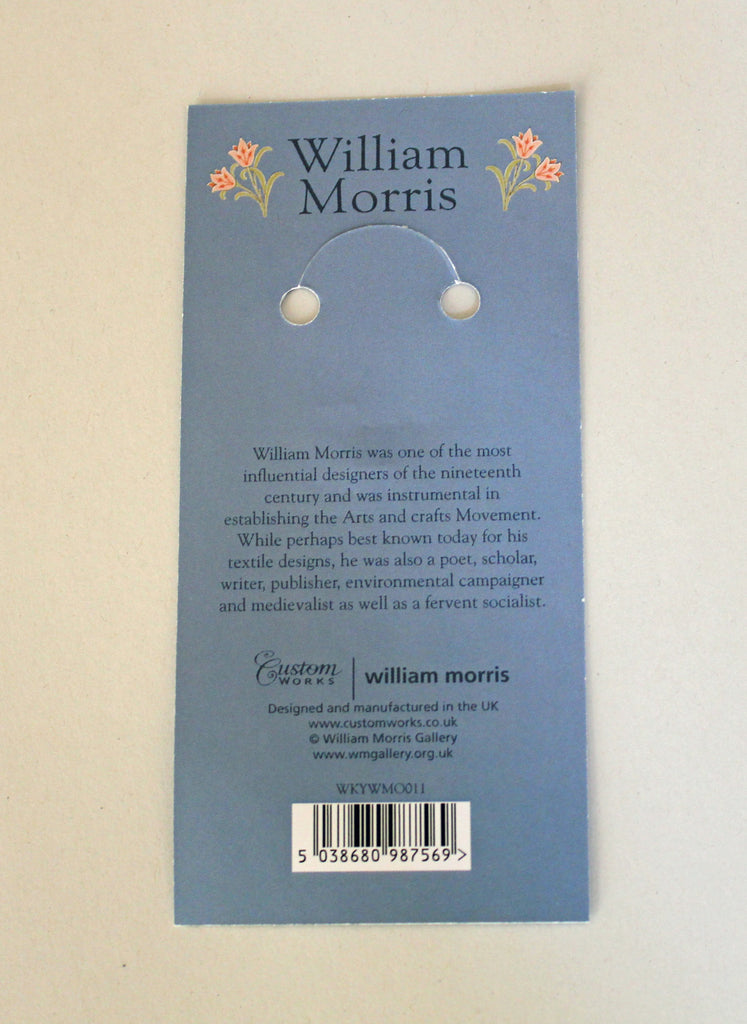 William
Morris
William Morris was one of the most
influential designers of the nineteenth
century and was instrumental in
establishing the Arts and crafts Movement.
While perhaps best known today for his
textile designs, he was also a poet, scholar,
writer, publisher, environmental campaigner
and medievalist as well as a fervent socialist.
Custom WORKS | william morris
Designed and manufactured in the UK
www.customworks.co.uk
© William Morris Gallery
www.wmgallery.org.uk
WKYWMO011
5 038680 987569 >